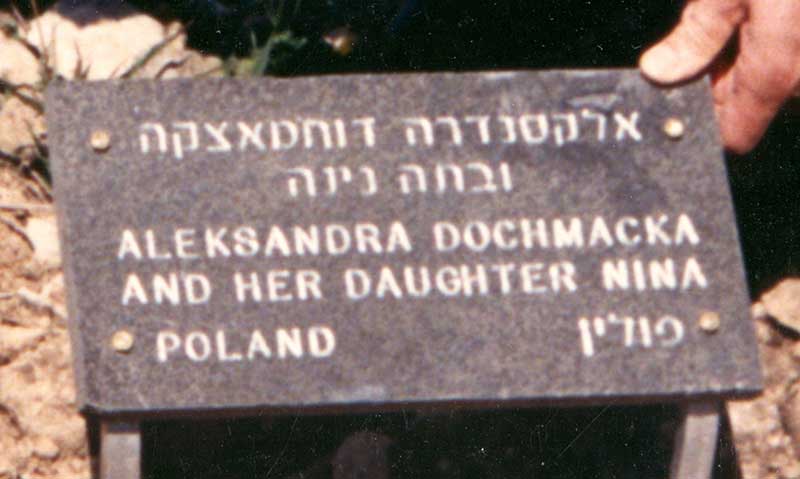 אלקסנדרה דוחמאצקה
ובתה נינה
ALEKSANDRA DOCHMACKA
AND HER DAUGHTER NINA
POLAND פולין